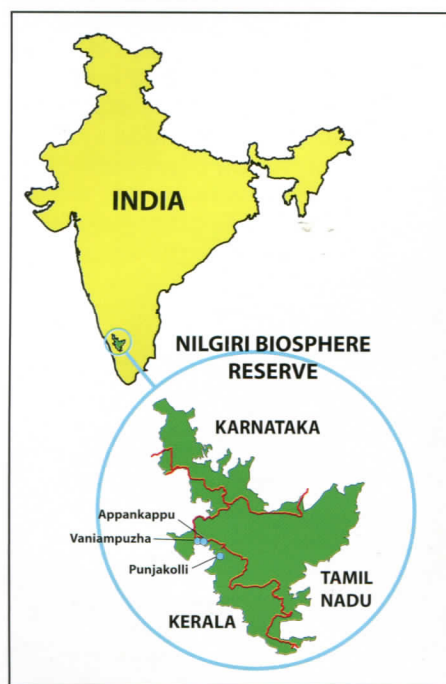 INDIA
NILGIRI BIOSPHERE
RESERVE
KARNATAKA
Appankappu
Vaniampuzha
Punjakolli
TAMIL
NADU
KERALA